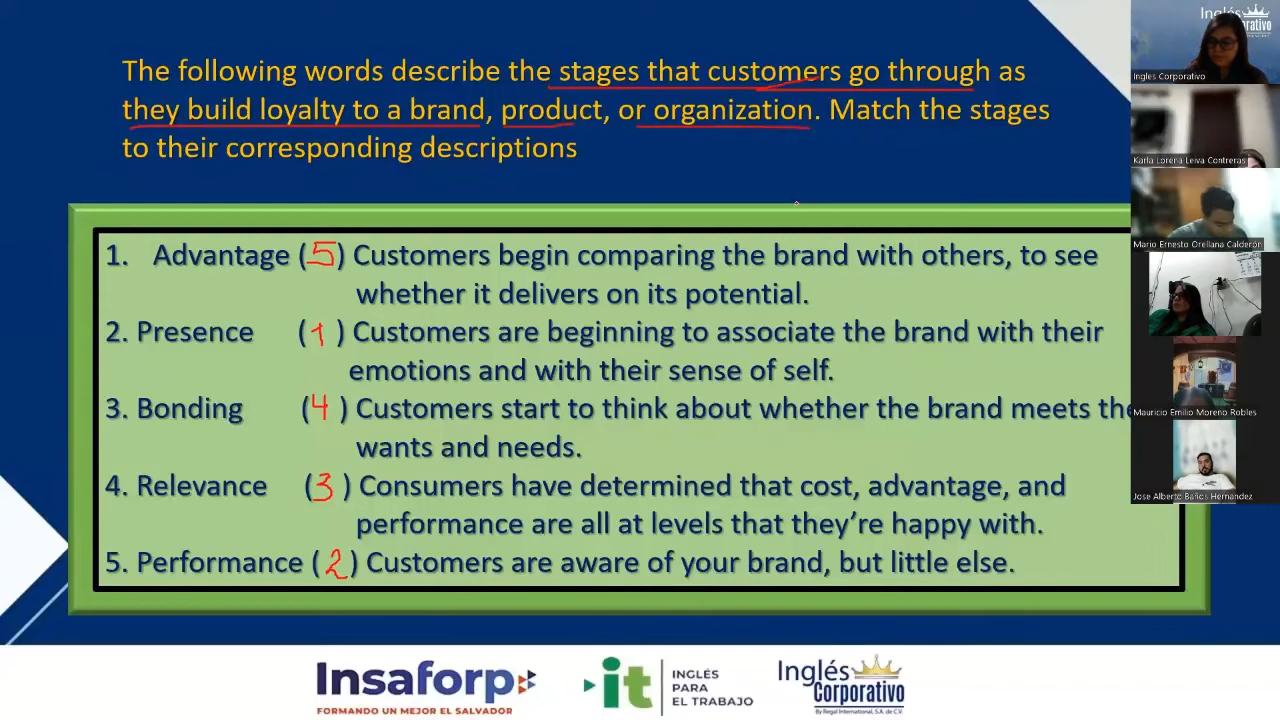 The following words describe the stages that customers go through as
they build loyalty to a brand, product, or organization. Match the stages
to their corresponding descriptions
1. Advantage (5) Customers begin comparing the brand with others, to see
whether it delivers on its potential.
2. Presence (1) Customers are beginning to associate the brand with their
emotions and with their sense of self.
3. Bonding (4) Customers start to think about whether the brand meets the
wants and needs.
4. Relevance (3) Consumers have determined that cost, advantage, and
performance are all at levels that they're happy with.
5. Performance (2) Customers are aware of your brand, but little else.
Inglés Corporativo
Karla Lorena Leiva Contreras
Mario Ernesto Orellana Calderón
Mauricio Emilio Moreno Robles
Jose Alberto Baños Hernandez
Insaforp
FORMANDO UN MEJOR EL SALVADOR
it
INGLÉS
PARA
EL TRABAJO
Inglés
Corporativo
By Regal International, S.A. de C.V.